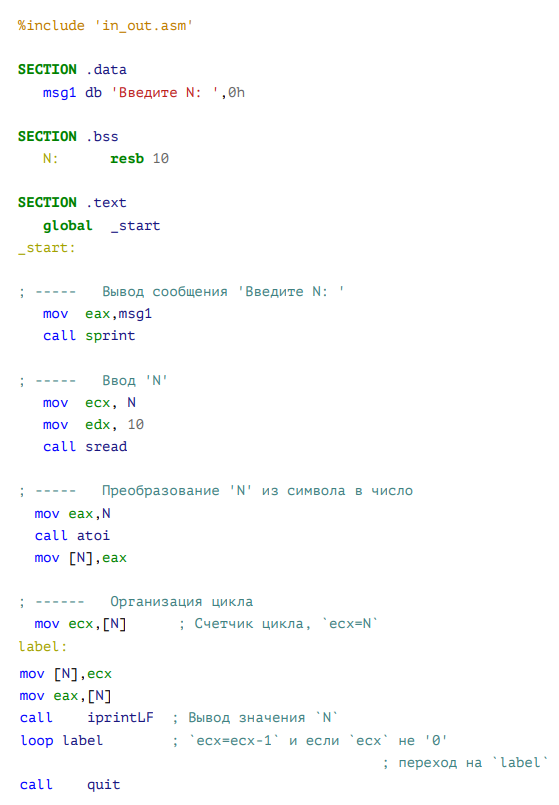 %include 'in_out.asm'
SECTION .data
msg1 db 'Введите N: ',0h
SECTION .bss
N: resb 10
SECTION .text
global _start
_start:
; ----- Вывод сообщения 'Введите N: '
mov eax,msg1
call sprint
; ----- Ввод 'N'
mov ecx, N
mov edx, 10
call sread
; ----- Преобразование 'N' из символа в число
mov eax,N
call atoi
mov [N],eax
; ------ Организация цикла
mov ecx,[N] ; Счетчик цикла, `ecx=N`
label:
mov [N],ecx
mov eax,[N]
call iprintLF ; Вывод значения `N`
loop label ; `ecx=ecx-1` и если `ecx` не '0'
; переход на `label`
call quit